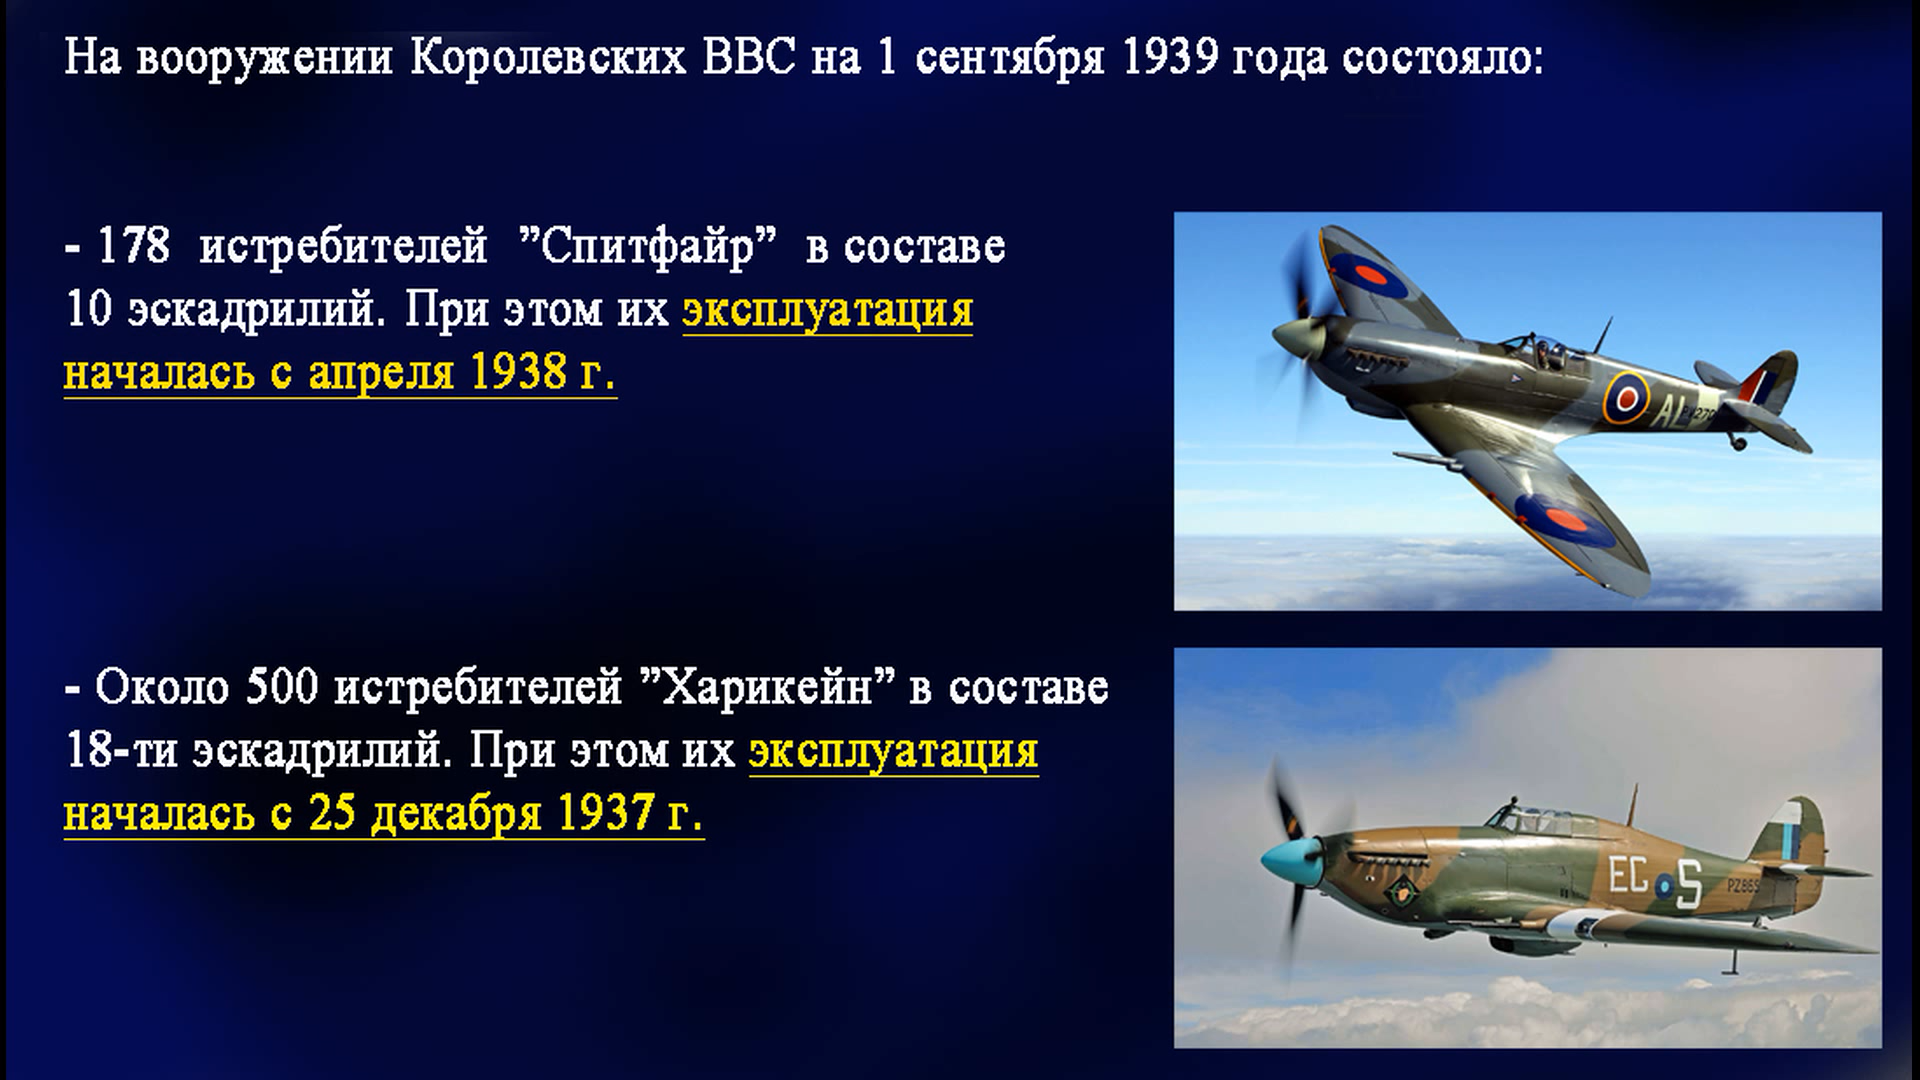 На вооружении Королевских ВВС на 1 сентября 1939 года состояло:
- 178 истребителей ”Спитфайр” в составе
10 эскадрилий. При этом их эксплуатация
началась с апреля 1938 г.
AL
- Около 500 истребителей ”Харикейн” в составе
18-ти эскадрилий. При этом их эксплуатация
началась с 25 декабря 1937 г.
EG S
PZ865